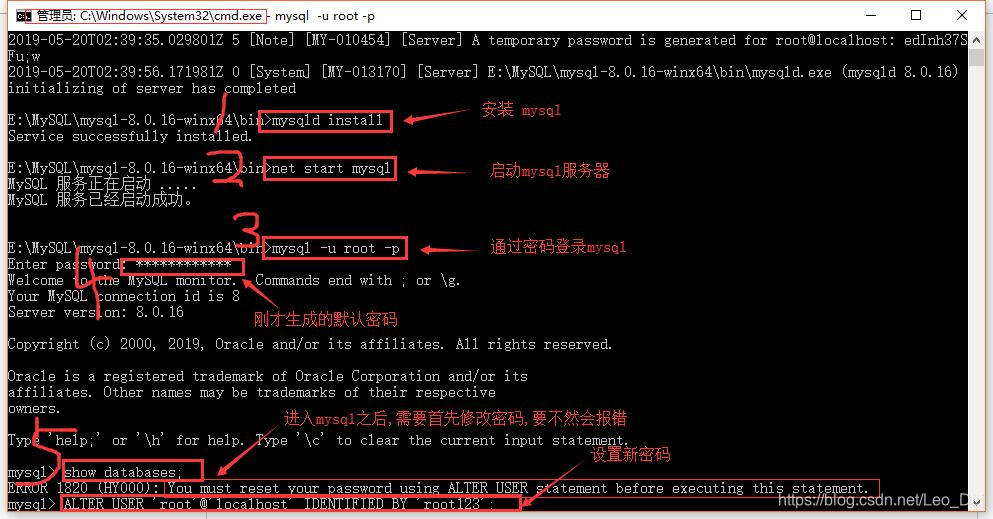 管理员: C:\Windows\System32\cmd.exe - mysql  -u root -p
2019-05-20T02:39:35.029801Z 5 [Note] [MY-010454] [Server] A temporary password is generated for root@localhost: edInh37S
Fu;w
2019-05-20T02:39:56.171981Z 0 [System] [MY-013170] [Server] E:\MySQL\mysql-8.0.16-winx64\bin\mysqld.exe (mysqld 8.0.16)
initializing of server has completed
1
E:\MySQL\mysql-8.0.16-winx64\bin>mysqld install
安装 mysql
Service successfully installed.
2
E:\MySQL\mysql-8.0.16-winx64\bin>net start mysql
启动mysql服务器
MySQL 服务正在启动 .....
MySQL 服务已经启动成功。
3
E:\MySQL\mysql-8.0.16-winx64\bin>mysql -u root -p
通过密码登录mysql
4
Enter password: ************
Welcome to the MySQL monitor.  Commands end with ; or \g.
Your MySQL connection id is 8
Server version: 8.0.16
刚才生成的默认密码
Copyright (c) 2000, 2019, Oracle and/or its affiliates. All rights reserved.
Oracle is a registered trademark of Oracle Corporation and/or its
affiliates. Other names may be trademarks of their respective
owners.
进入mysql之后,需要首先修改密码,要不然会报错
Type 'help;' or '\h' for help. Type '\c' to clear the current input statement.
5
设置新密码
mysql> show databases;
ERROR 1820 (HY000): You must reset your password using ALTER USER statement before executing this statement.
mysql> ALTER USER 'root'@'localhost' IDENTIFIED BY 'root123';